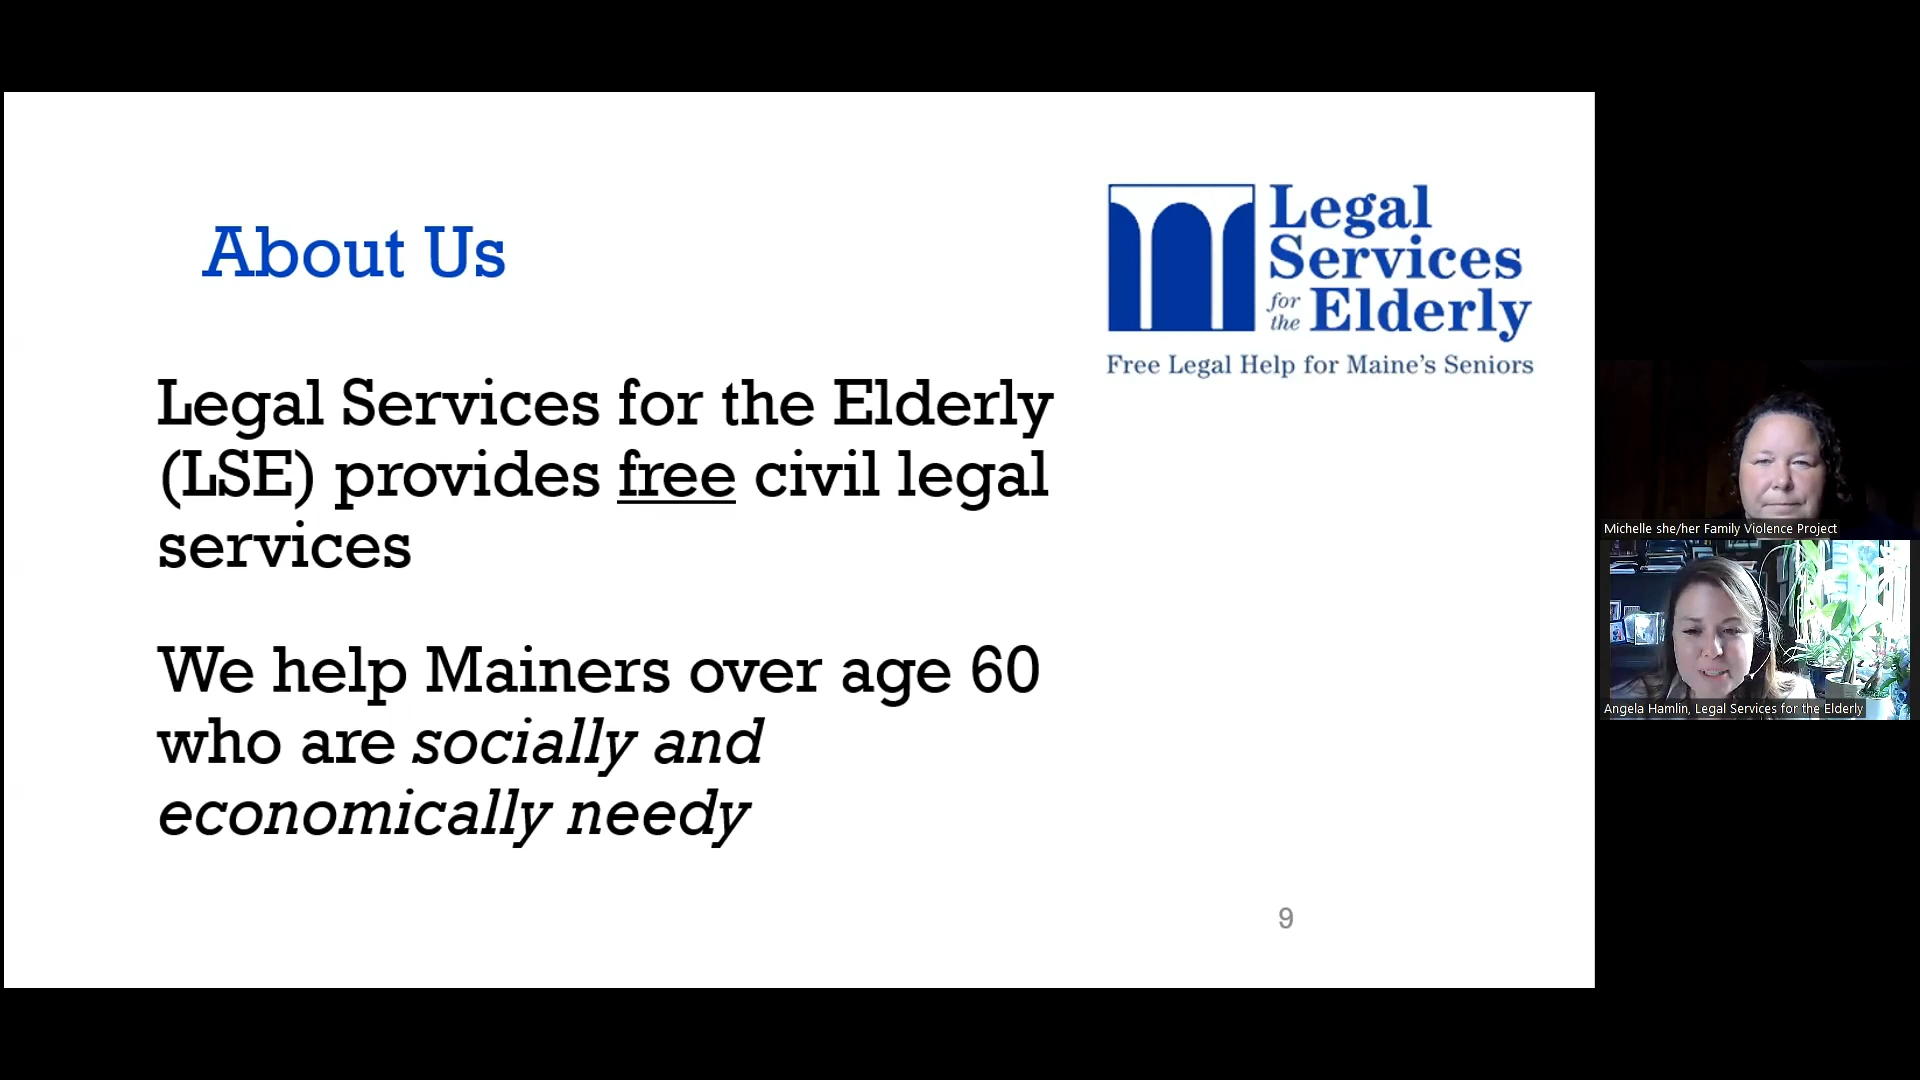 About Us
Legal
Services
for the Elderly
Free Legal Help for Maine's Seniors
Legal Services for the Elderly
(LSE) provides free civil legal
services
We help Mainers over age 60
who are socially and
economically needy
9
Michelle she/her Family Violence Project
Angela Hamlin, Legal Services for the Elderly